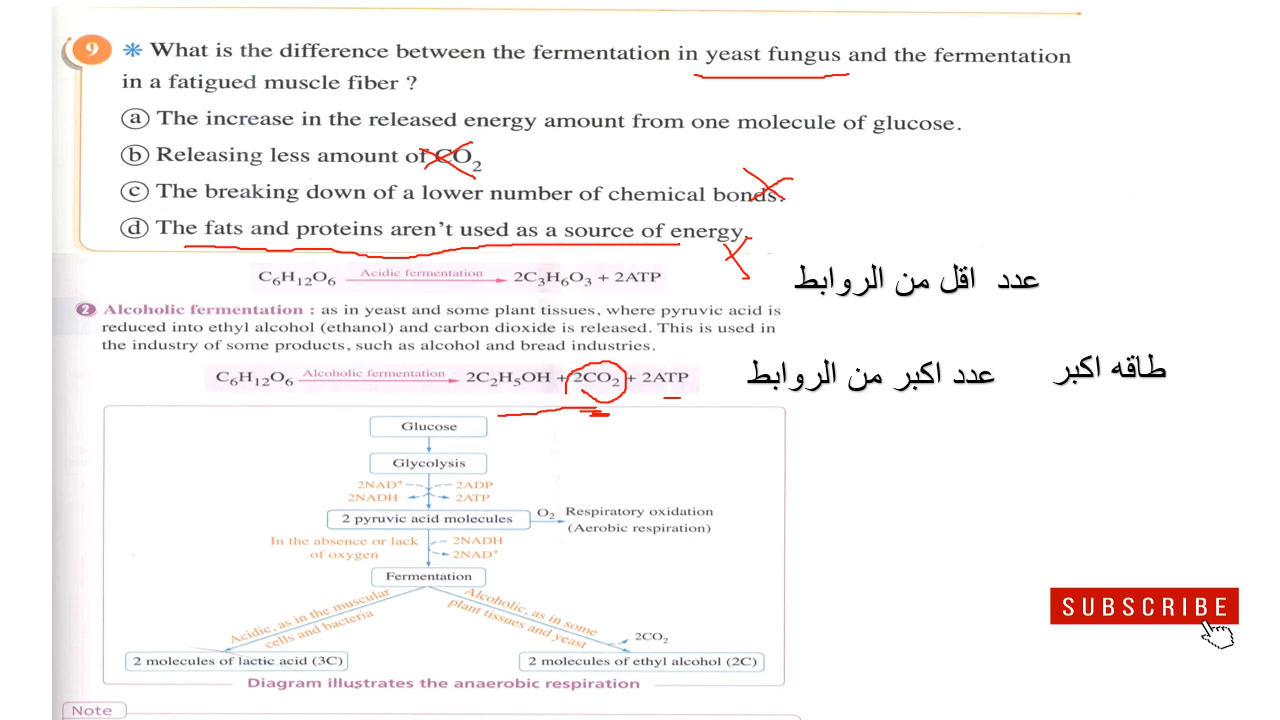 9 * What is the difference between the fermentation in yeast fungus and the fermentation
in a fatigued muscle fiber ?
a The increase in the released energy amount from one molecule of glucose.
b Releasing less amount of CO₂
c The breaking down of a lower number of chemical bonds.
d The fats and proteins aren't used as a source of energy.
C₆H₁₂O₆ Acidic fermentation → 2C₃H₆O₃ + 2ATP
عدد اقل من الروابط
2 Alcoholic fermentation : as in yeast and some plant tissues, where pyruvic acid is
reduced into ethyl alcohol (ethanol) and carbon dioxide is released. This is used in
the industry of some products, such as alcohol and bread industries.
C₆H₁₂O₆ Alcoholic fermentation → 2C₂H₅OH + 2CO₂ + 2ATP
عدد اكبر من الروابط
طاقه اكبر
Glucose
Glycolysis
2NAD⁺ 2ADP
2NADH 2ATP
2 pyruvic acid molecules
O₂ Respiratory oxidation
(Aerobic respiration)
In the absence or lack
of oxygen
2NADH
2NAD⁺
Fermentation
Acidic, as in the muscular
cells and bacteria
Alcoholic, as in some
plant tissues and yeast
2CO₂
2 molecules of lactic acid (3C)
2 molecules of ethyl alcohol (2C)
Diagram illustrates the anaerobic respiration
SUBSCRIBE
Note